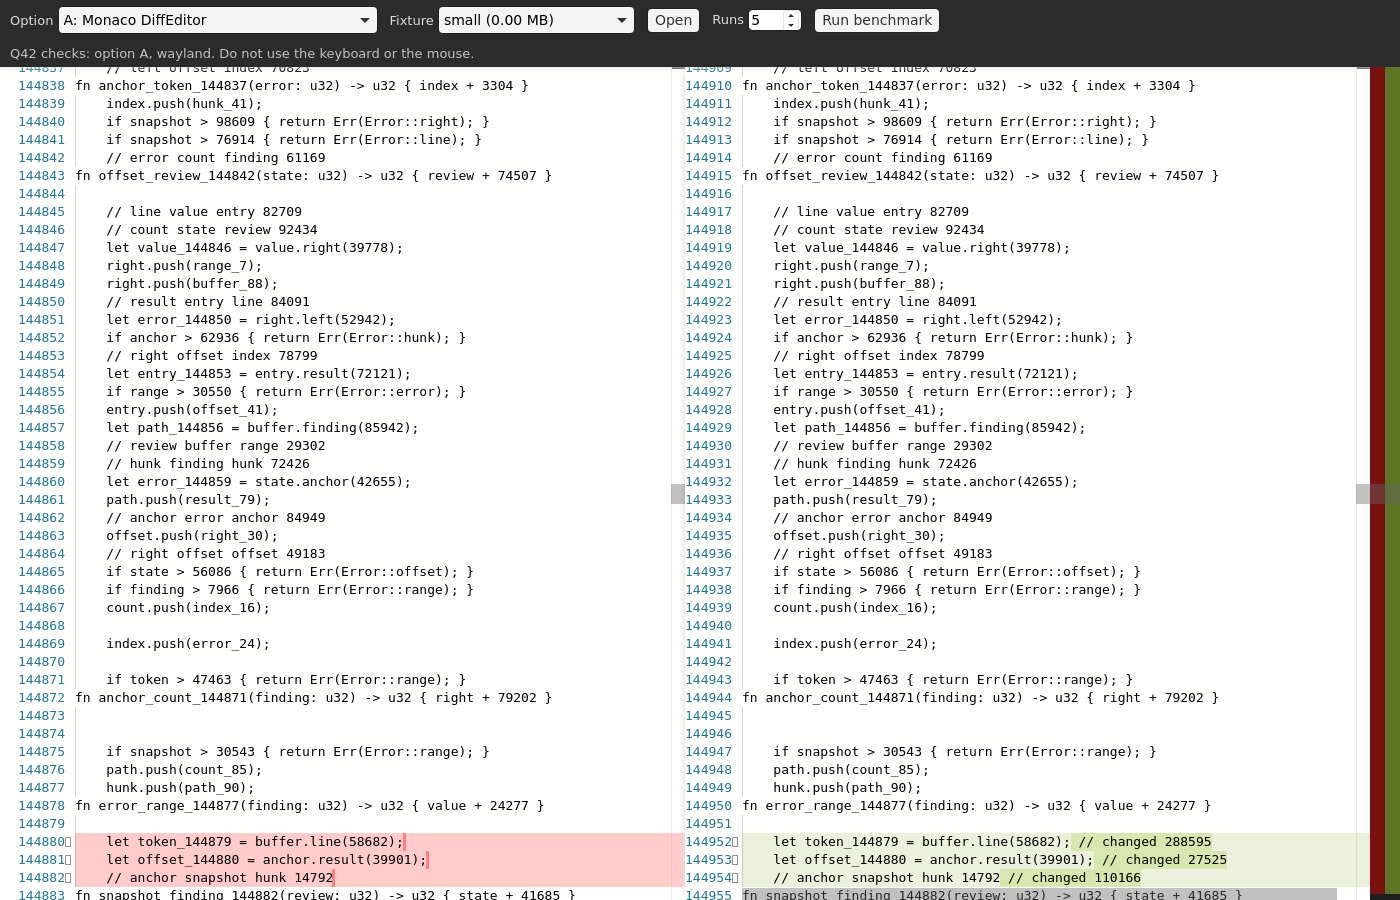 Option A: Monaco DiffEditor Fixture small (0.00 MB) Open Runs 5 Run benchmark
Q42 checks: option A, wayland. Do not use the keyboard or the mouse.
144837 // left offset index 70823
144838 fn anchor_token_144837(error: u32) -> u32 { index + 3304 }
144839 index.push(hunk_41);
144840 if snapshot > 98609 { return Err(Error::right); }
144841 if snapshot > 76914 { return Err(Error::line); }
144842 // error count finding 61169
144843 fn offset_review_144842(state: u32) -> u32 { review + 74507 }
144844
144845 // line value entry 82709
144846 // count state review 92434
144847 let value_144846 = value.right(39778);
144848 right.push(range_7);
144849 right.push(buffer_88);
144850 // result entry line 84091
144851 let error_144850 = right.left(52942);
144852 if anchor > 62936 { return Err(Error::hunk); }
144853 // right offset index 78799
144854 let entry_144853 = entry.result(72121);
144855 if range > 30550 { return Err(Error::error); }
144856 entry.push(offset_41);
144857 let path_144856 = buffer.finding(85942);
144858 // review buffer range 29302
144859 // hunk finding hunk 72426
144860 let error_144859 = state.anchor(42655);
144861 path.push(result_79);
144862 // anchor error anchor 84949
144863 offset.push(right_30);
144864 // right offset offset 49183
144865 if state > 56086 { return Err(Error::offset); }
144866 if finding > 7966 { return Err(Error::range); }
144867 count.push(index_16);
144868
144869 index.push(error_24);
144870
144871 if token > 47463 { return Err(Error::range); }
144872 fn anchor_count_144871(finding: u32) -> u32 { right + 79202 }
144873
144874
144875 if snapshot > 30543 { return Err(Error::range); }
144876 path.push(count_85);
144877 hunk.push(path_90);
144878 fn error_range_144877(finding: u32) -> u32 { value + 24277 }
144879
144880 let token_144879 = buffer.line(58682);
144881 let offset_144880 = anchor.result(39901);
144882 // anchor snapshot hunk 14792
144883 fn snapshot_finding_144882(review: u32) -> u32 { state + 41685 }
144909 // left offset index 70823
144910 fn anchor_token_144837(error: u32) -> u32 { index + 3304 }
144911 index.push(hunk_41);
144912 if snapshot > 98609 { return Err(Error::right); }
144913 if snapshot > 76914 { return Err(Error::line); }
144914 // error count finding 61169
144915 fn offset_review_144842(state: u32) -> u32 { review + 74507 }
144916
144917 // line value entry 82709
144918 // count state review 92434
144919 let value_144846 = value.right(39778);
144920 right.push(range_7);
144921 right.push(buffer_88);
144922 // result entry line 84091
144923 let error_144850 = right.left(52942);
144924 if anchor > 62936 { return Err(Error::hunk); }
144925 // right offset index 78799
144926 let entry_144853 = entry.result(72121);
144927 if range > 30550 { return Err(Error::error); }
144928 entry.push(offset_41);
144929 let path_144856 = buffer.finding(85942);
144930 // review buffer range 29302
144931 // hunk finding hunk 72426
144932 let error_144859 = state.anchor(42655);
144933 path.push(result_79);
144934 // anchor error anchor 84949
144935 offset.push(right_30);
144936 // right offset offset 49183
144937 if state > 56086 { return Err(Error::offset); }
144938 if finding > 7966 { return Err(Error::range); }
144939 count.push(index_16);
144940
144941 index.push(error_24);
144942
144943 if token > 47463 { return Err(Error::range); }
144944 fn anchor_count_144871(finding: u32) -> u32 { right + 79202 }
144945
144946
144947 if snapshot > 30543 { return Err(Error::range); }
144948 path.push(count_85);
144949 hunk.push(path_90);
144950 fn error_range_144877(finding: u32) -> u32 { value + 24277 }
144951
144952 let token_144879 = buffer.line(58682); // changed 288595
144953 let offset_144880 = anchor.result(39901); // changed 27525
144954 // anchor snapshot hunk 14792 // changed 110166
144955 fn snapshot_finding_144882(review: u32) -> u32 { state + 41685 }